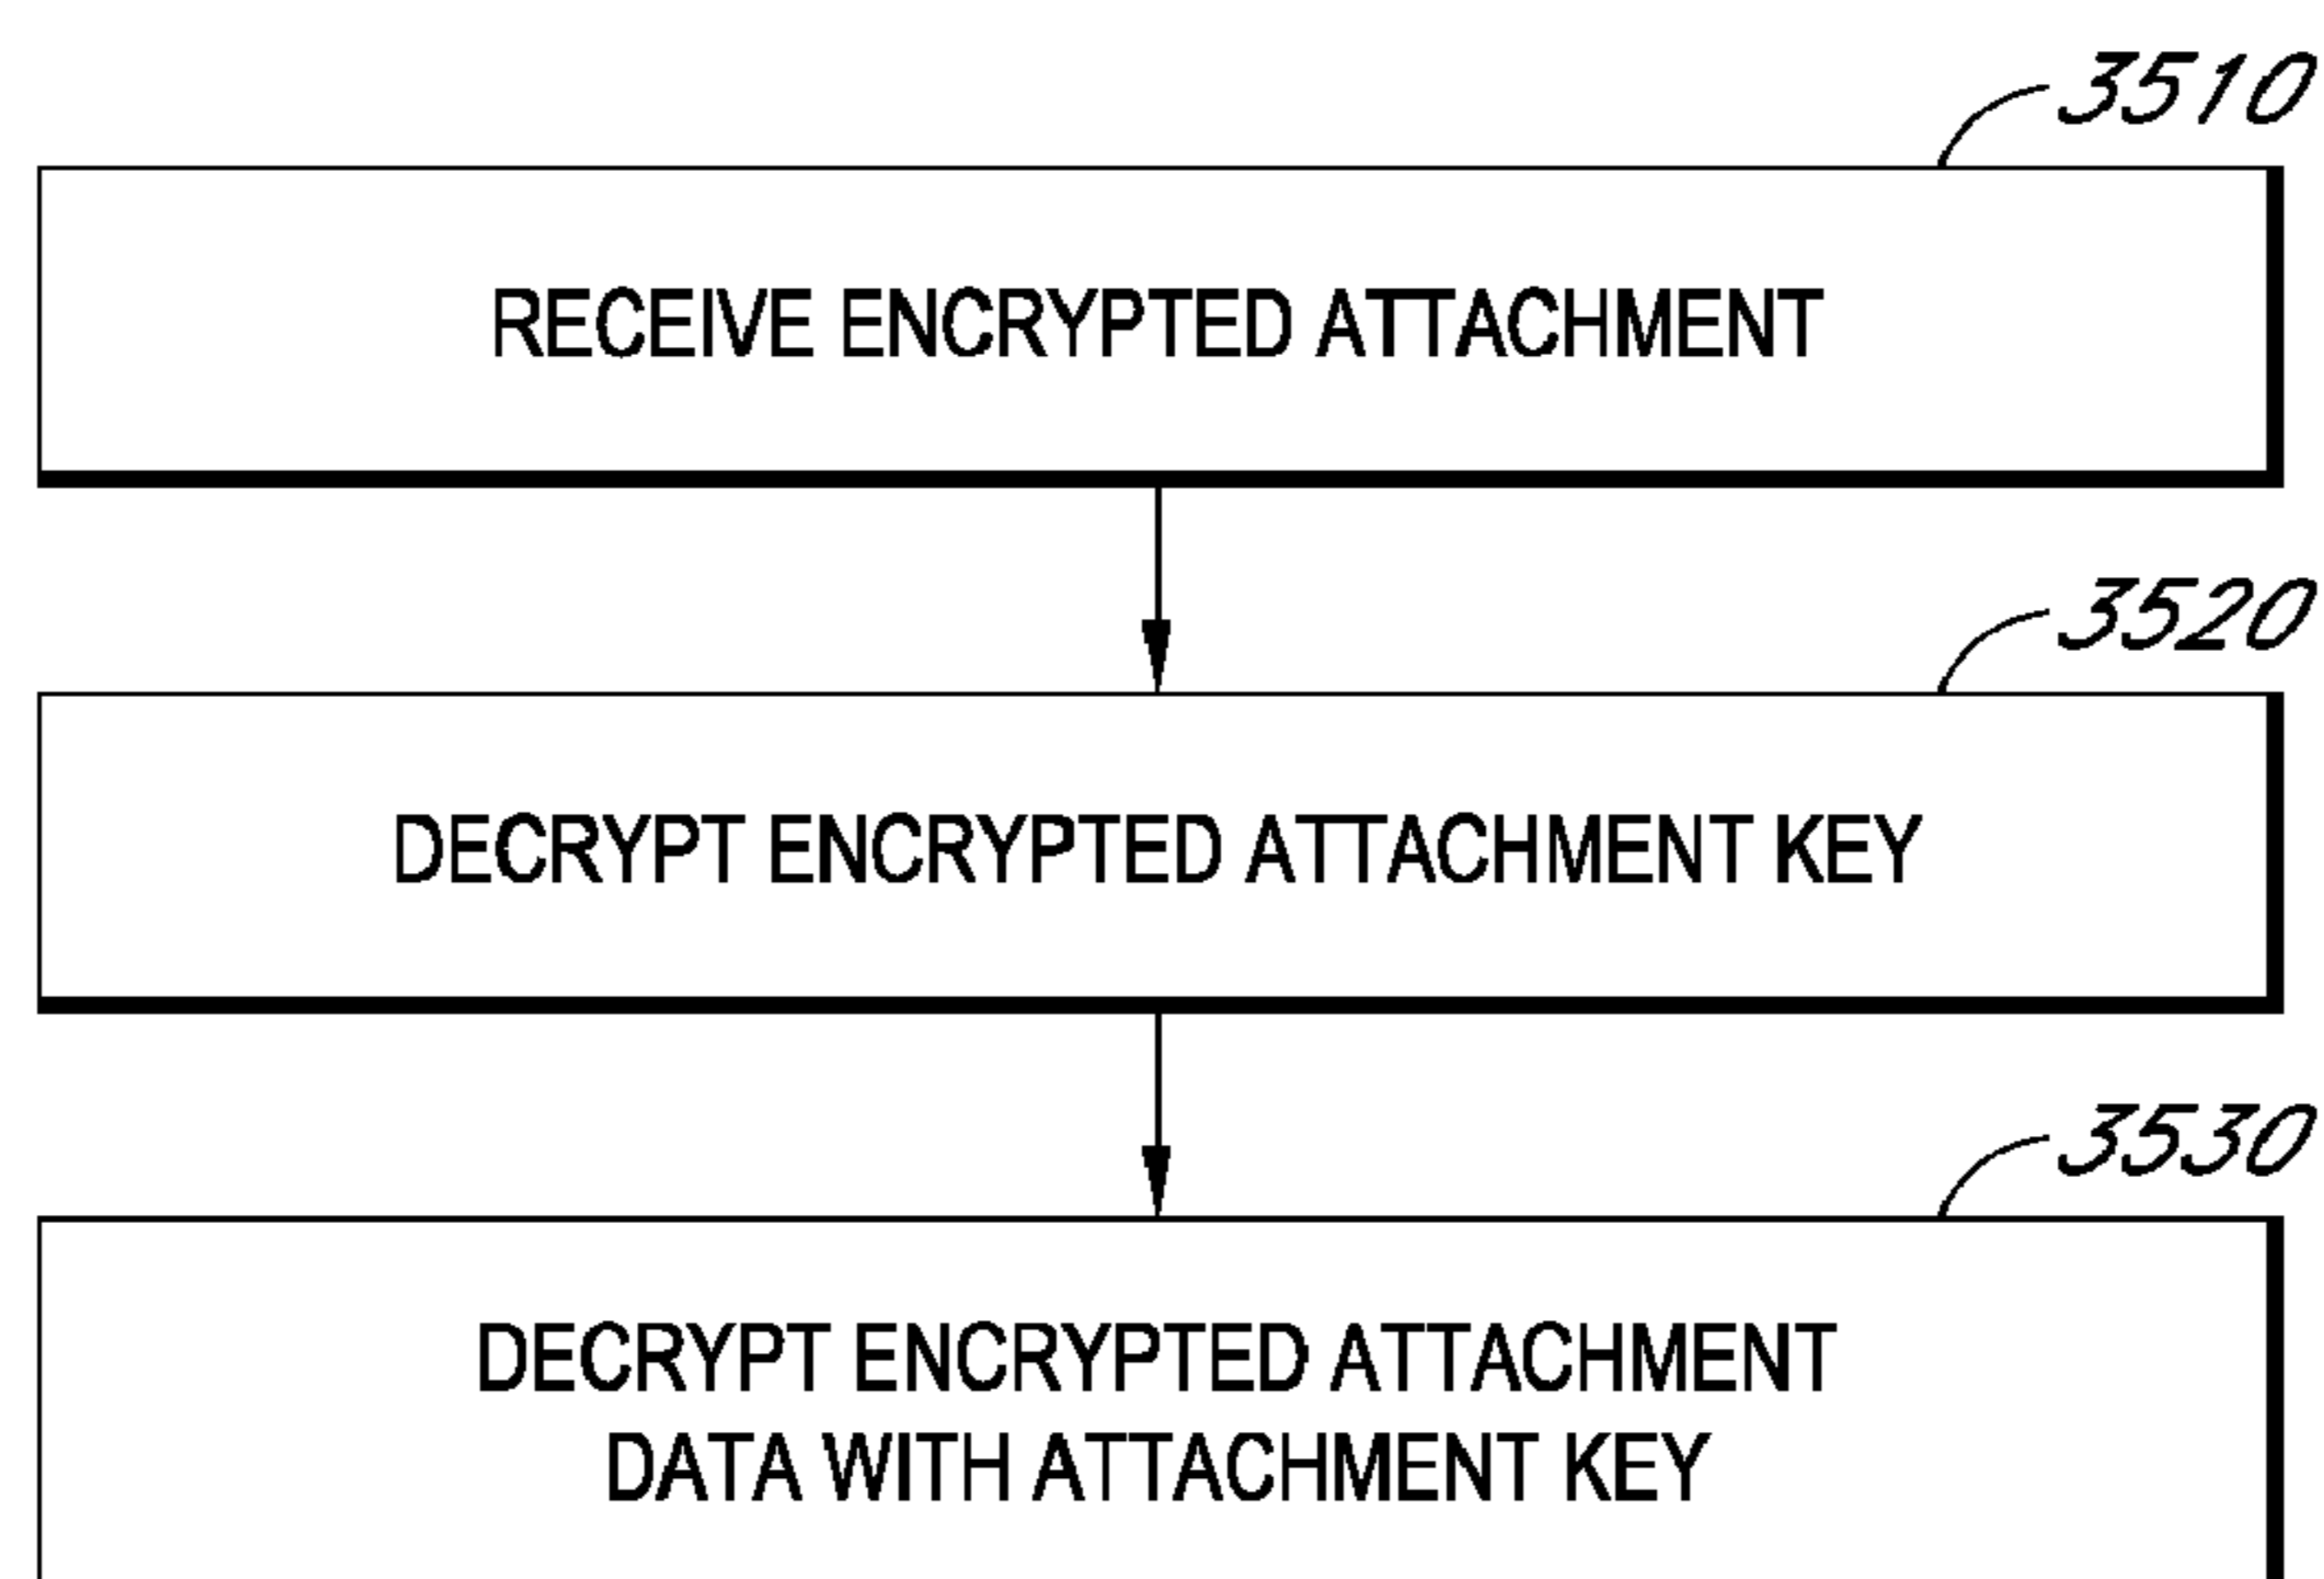 3510
RECEIVE ENCRYPTED ATTACHMENT
3520
DECRYPT ENCRYPTED ATTACHMENT KEY
3530
DECRYPT ENCRYPTED ATTACHMENT
DATA WITH ATTACHMENT KEY